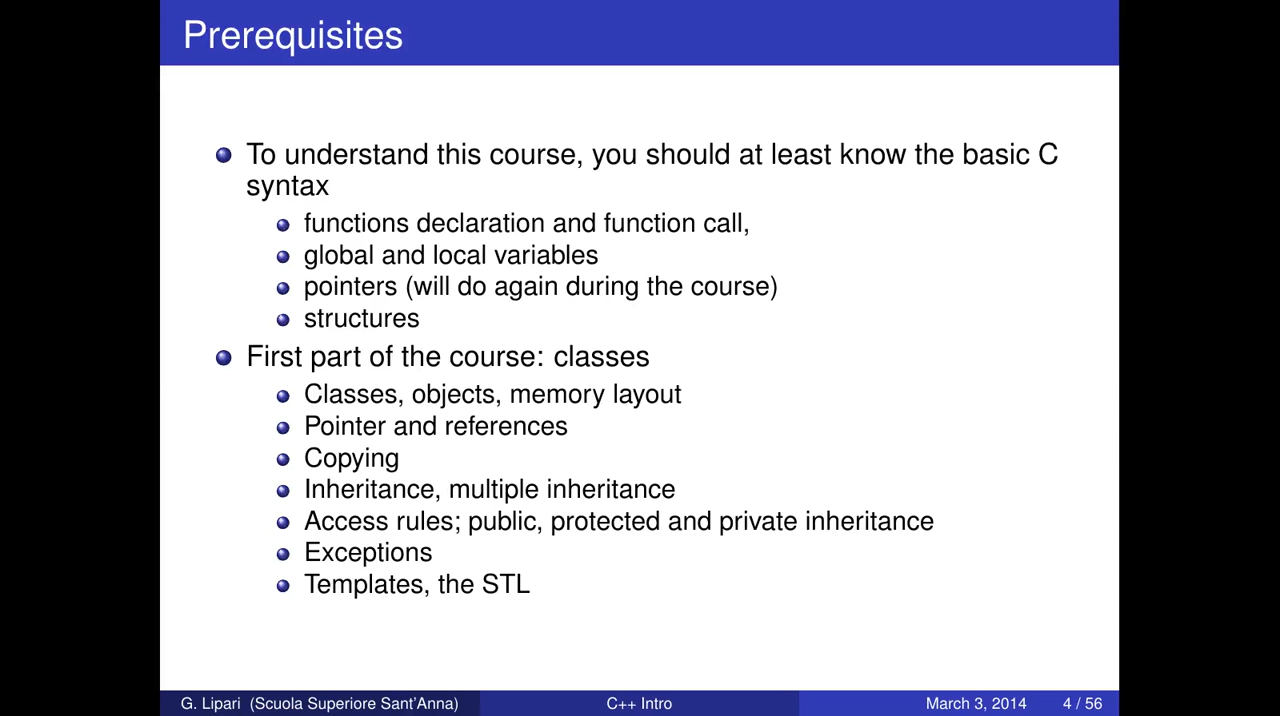 Prerequisites
To understand this course, you should at least know the basic C
syntax
functions declaration and function call,
global and local variables
pointers (will do again during the course)
structures
First part of the course: classes
Classes, objects, memory layout
Pointer and references
Copying
Inheritance, multiple inheritance
Access rules; public, protected and private inheritance
Exceptions
Templates, the STL
G. Lipari (Scuola Superiore Sant'Anna) C++ Intro March 3, 2014 4 / 56